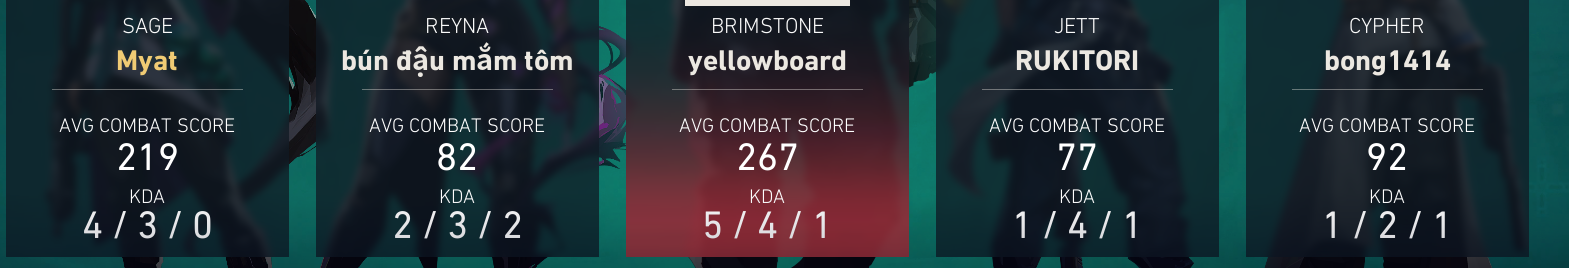 SAGE
Myat
AVG COMBAT SCORE
219
KDA
4 / 3 / 0
REYNA
bún đậu mắm tôm
AVG COMBAT SCORE
82
KDA
2 / 3 / 2
BRIMSTONE
yellowboard
AVG COMBAT SCORE
267
KDA
5 / 4 / 1
JETT
RUKITORI
AVG COMBAT SCORE
77
KDA
1 / 4 / 1
CYPHER
bong1414
AVG COMBAT SCORE
92
KDA
1 / 2 / 1